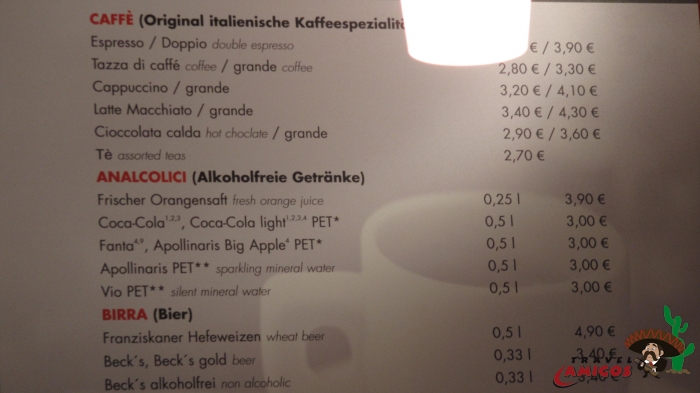 CAFFÈ (Original italienische Kaffeespezialit
Espresso / Doppio double espresso € / 3,90 €
Tazza di caffé coffee / grande coffee 2,80 € / 3,30 €
Cappuccino / grande 3,20 € / 4,10 €
Latte Macchiato / grande 3,40 € / 4,30 €
Cioccolata calda hot choclate / grande 2,90 € / 3,60 €
Tè assorted teas 2,70 €
ANALCOLICI (Alkoholfreie Getränke)
Frischer Orangensaft fresh orange juice 0,25 l 3,90 €
Coca-Cola1,2,3, Coca-Cola light1,2,3,4 PET* 0,5 l 3,00 €
Fanta4,9, Apollinaris Big Apple4 PET* 0,5 l 3,00 €
Apollinaris PET** sparkling mineral water 0,5 l 3,00 €
Vio PET** silent mineral water 0,5 l 3,00 €
BIRRA (Bier)
Franziskaner Hefeweizen wheat beer 0,5 l 4,90 €
Beck´s, Beck´s gold beer 0,33 l 3,40 €
Beck´s alkoholfrei non alcoholic 0,33 l 3,40 €
TRAVEL
AMIGOS